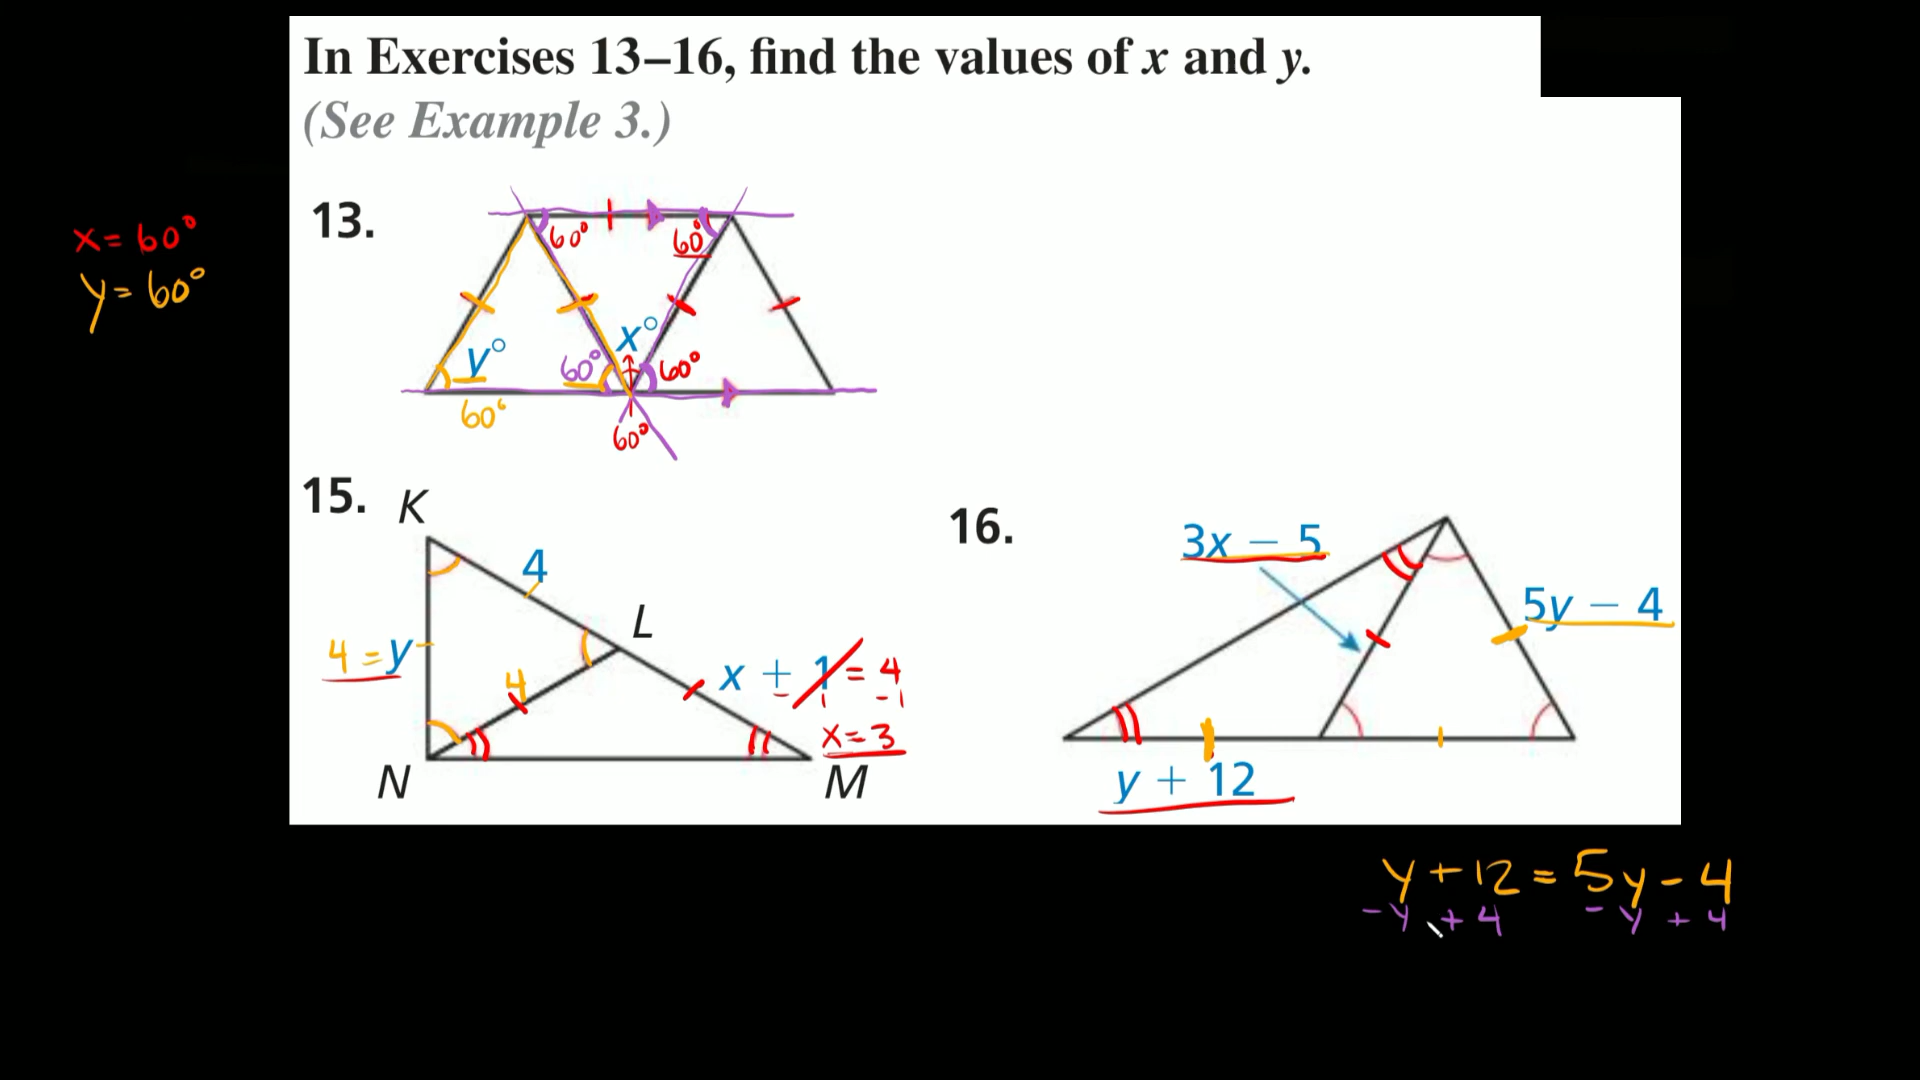 In Exercises 13–16, find the values of x and y.
(See Example 3.)
x = 60°
y = 60°
13.
60°
60°
x°
y°
60°
60°
60°
60°
15.
K
4
L
4 = y
4
x + 1 = 4
- 1 - 1
x = 3
N
M
16.
3x − 5
5y − 4
y + 12
y + 12 = 5y - 4
- y + 4 - y + 4